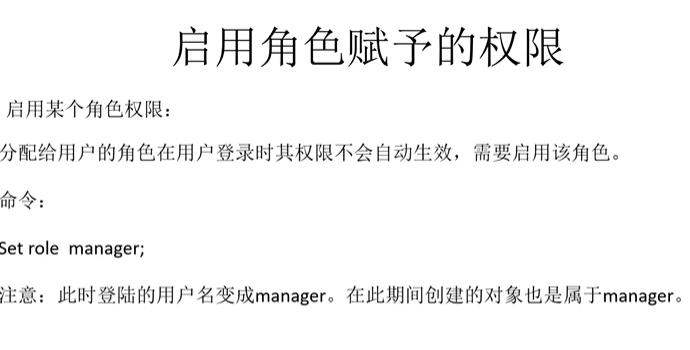 启用角色赋予的权限
启用某个角色权限：
分配给用户的角色在用户登录时其权限不会自动生效，需要启用该角色。
命令：
Set role  manager;
注意：此时登陆的用户名变成manager。在此期间创建的对象也是属于manager。